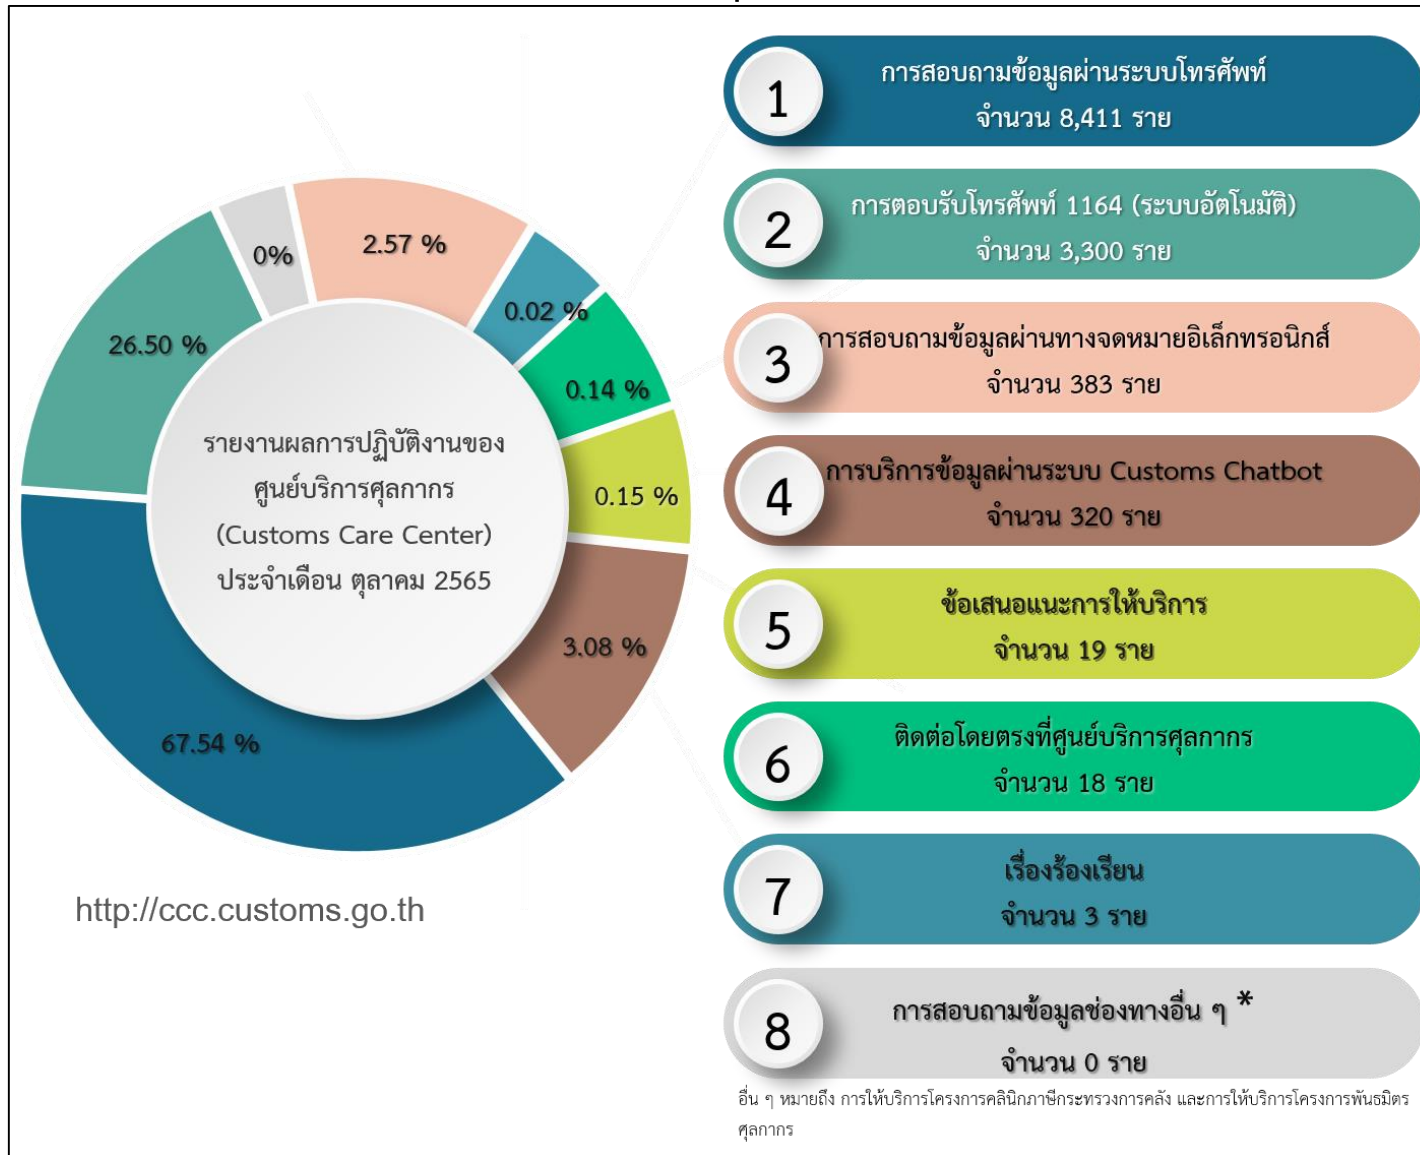 0%
2.57 %
0.02 %
0.14 %
0.15 %
3.08 %
67.54 %
26.50 %
รายงานผลการปฏิบัติงานของ
ศูนย์บริการศุลกากร
(Customs Care Center)
ประจำเดือน ตุลาคม 2565
http://ccc.customs.go.th
1
การสอบถามข้อมูลผ่านระบบโทรศัพท์
จำนวน 8,411 ราย
2
การตอบรับโทรศัพท์ 1164 (ระบบอัตโนมัติ)
จำนวน 3,300 ราย
3
การสอบถามข้อมูลผ่านทางจดหมายอิเล็กทรอนิกส์
จำนวน 383 ราย
4
การบริการข้อมูลผ่านระบบ Customs Chatbot
จำนวน 320 ราย
5
ข้อเสนอแนะการให้บริการ
จำนวน 19 ราย
6
ติดต่อโดยตรงที่ศูนย์บริการศุลกากร
จำนวน 18 ราย
7
เรื่องร้องเรียน
จำนวน 3 ราย
8
การสอบถามข้อมูลช่องทางอื่น ๆ *
จำนวน 0 ราย
อื่น ๆ หมายถึง การให้บริการโครงการคลินิกภาษีกระทรวงการคลัง และการให้บริการโครงการพันธมิตร
ศุลกากร